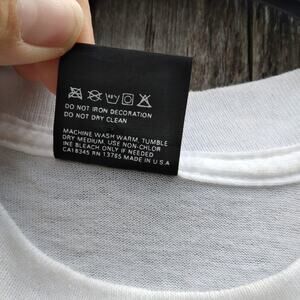 DO NOT IRON DECORATION
DO NOT DRY CLEAN
MACHINE WASH WARM, TUMBLE
DRY MEDIUM. USE NON-CHLOR
INE BLEACH ONLY IF NEEDED
CA18345 RN 13765 MADE IN U.S.A